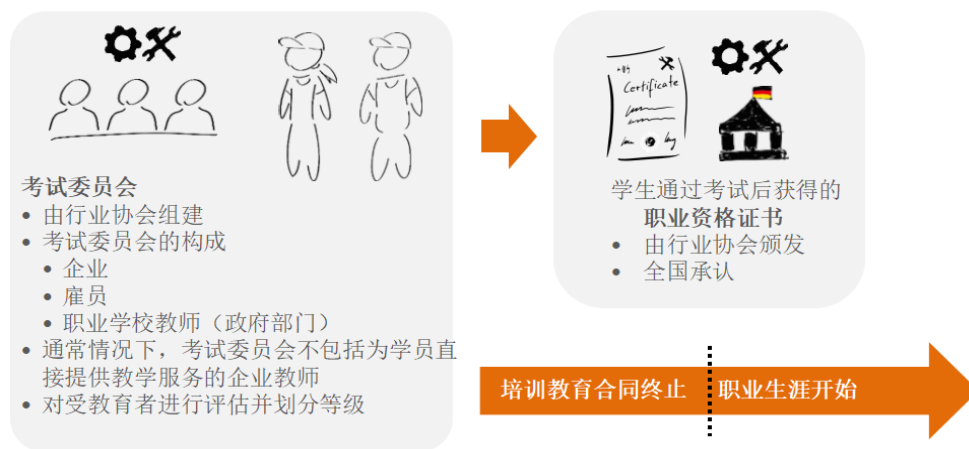 考试委员会
• 由行业协会组建
• 考试委员会的构成
• 企业
• 雇员
• 职业学校教师（政府部门）
• 通常情况下，考试委员会不包括为学员直
接提供教学服务的企业教师
• 对受教育者进行评估并划分等级
Certificate
学生通过考试后获得的
职业资格证书
• 由行业协会颁发
• 全国承认
培训教育合同终止
职业生涯开始